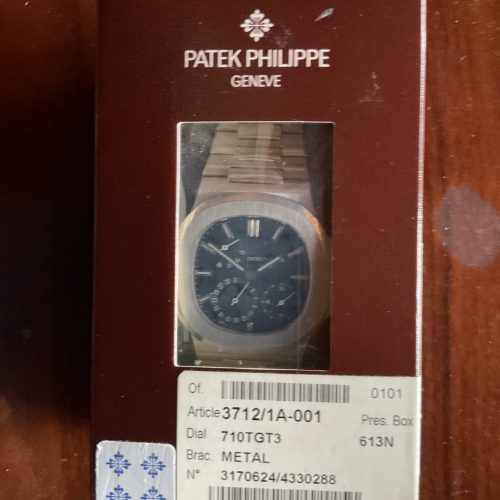 PATEK PHILIPPE
GENEVE
Of. 0101
Article 3712/1A-001 Pres. Box
Dial 710TGT3 613N
Brac. METAL
N° 3170624/4330288